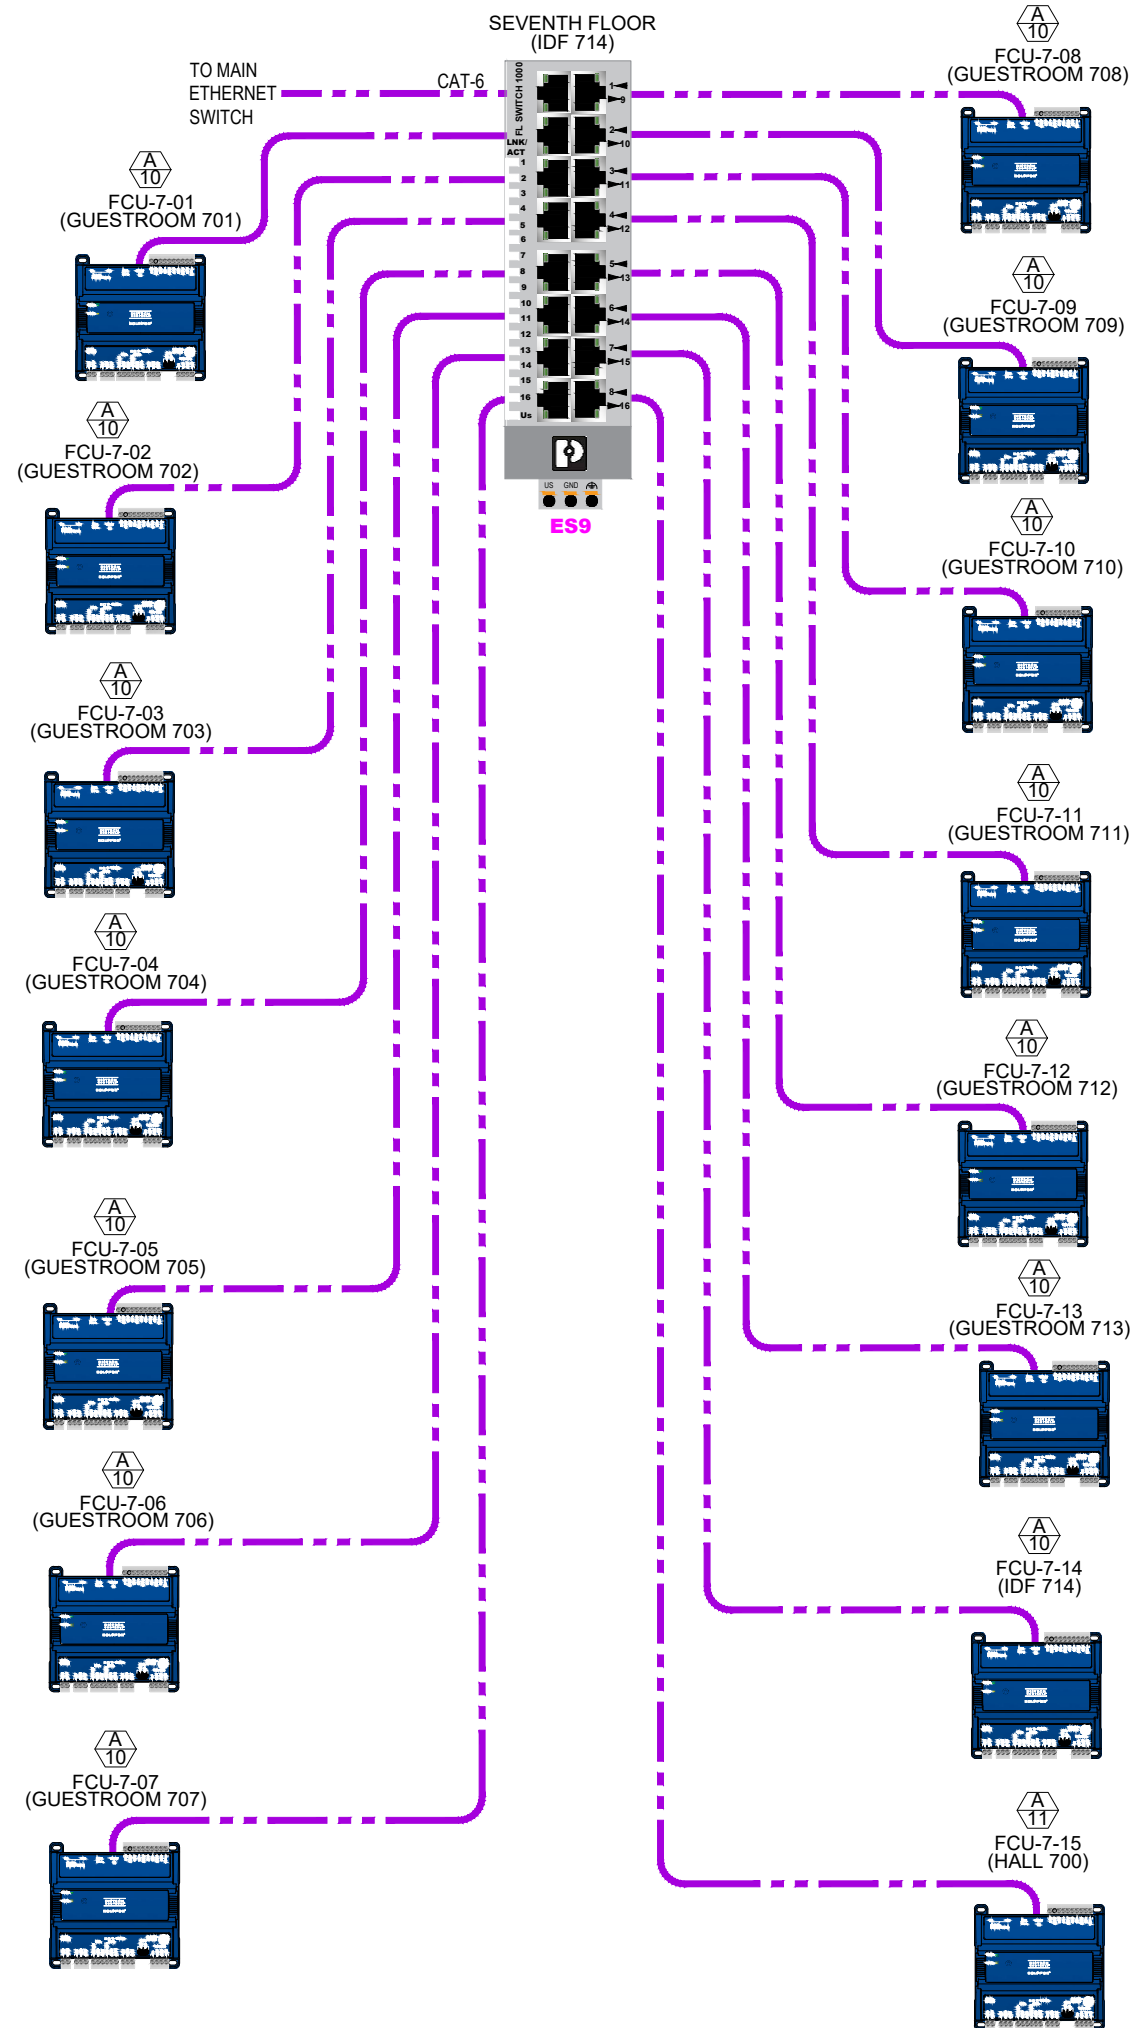 SEVENTH FLOOR
(IDF 714)
TO MAIN
ETHERNET
SWITCH
CAT-6
FL SWITCH 1000
LNK/
ACT
1
2
3
4
5
6
7
8
9
10
11
12
13
14
15
16
Us
1
9
2
10
3
11
4
12
5
13
6
14
7
15
8
16
US GND
ES9
A
10
FCU-7-01
(GUESTROOM 701)
A
10
FCU-7-02
(GUESTROOM 702)
A
10
FCU-7-03
(GUESTROOM 703)
A
10
FCU-7-04
(GUESTROOM 704)
A
10
FCU-7-05
(GUESTROOM 705)
A
10
FCU-7-06
(GUESTROOM 706)
A
10
FCU-7-07
(GUESTROOM 707)
A
10
FCU-7-08
(GUESTROOM 708)
A
10
FCU-7-09
(GUESTROOM 709)
A
10
FCU-7-10
(GUESTROOM 710)
A
10
FCU-7-11
(GUESTROOM 711)
A
10
FCU-7-12
(GUESTROOM 712)
A
10
FCU-7-13
(GUESTROOM 713)
A
10
FCU-7-14
(IDF 714)
A
11
FCU-7-15
(HALL 700)